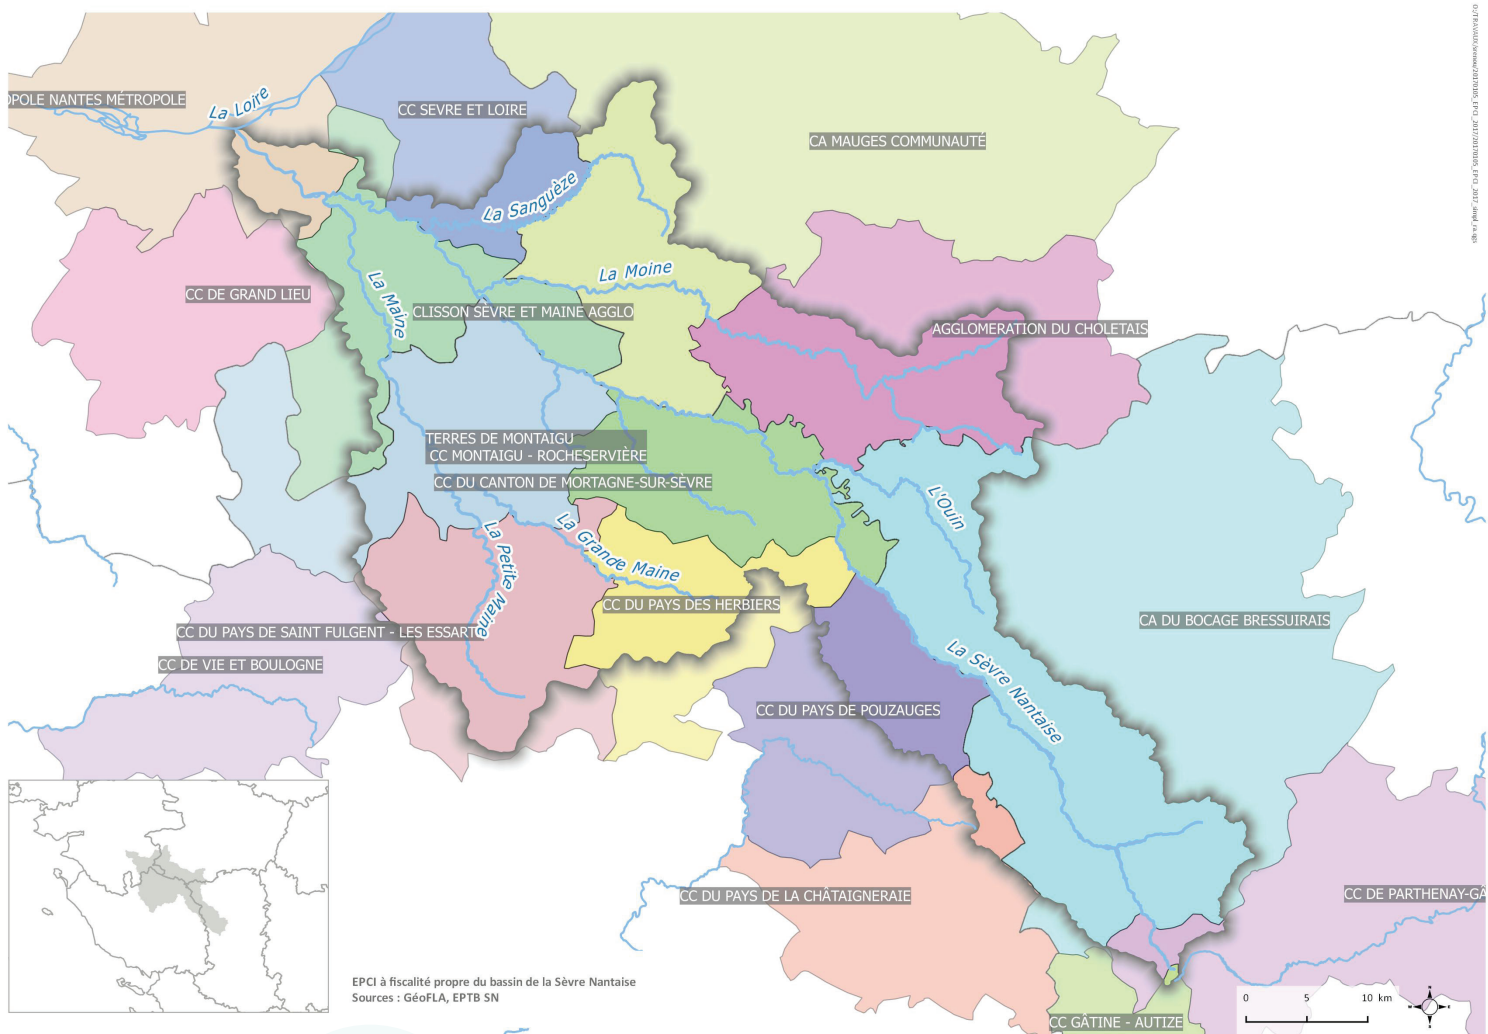 OPOLE NANTES MÉTROPOLE
La Loire
CC SEVRE ET LOIRE
CA MAUGES COMMUNAUTÉ
La Sanguèze
La Moine
La Maine
CC DE GRAND LIEU
CLISSON SÈVRE ET MAINE AGGLO
AGGLOMERATION DU CHOLETAIS
TERRES DE MONTAIGU
CC MONTAIGU - ROCHESERVIÈRE
CC DU CANTON DE MORTAGNE-SUR-SÈVRE
L'Ouin
La Grande Maine
La Petite Maine
CC DU PAYS DES HERBIERS
CA DU BOCAGE BRESSUIRAIS
CC DU PAYS DE SAINT FULGENT - LES ESSART
CC DE VIE ET BOULOGNE
La Sèvre Nantaise
CC DU PAYS DE POUZAUGES
CC DU PAYS DE LA CHÂTAIGNERAIE
CC DE PARTHENAY-GÂ
CC GÂTINE - AUTIZE
EPCI à fiscalité propre du bassin de la Sèvre Nantaise
Sources : GéoFLA, EPTB SN
0 5 10 km